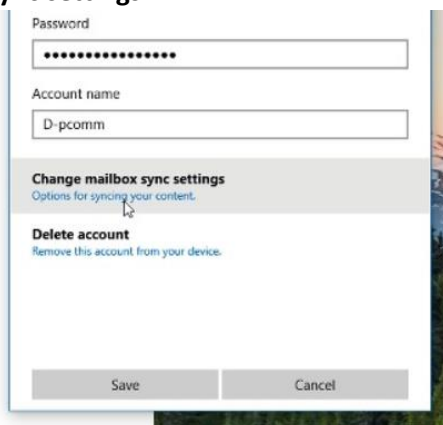 Password
••••••••••••••••
Account name
D-pcomm
Change mailbox sync settings
Options for syncing your content.
Delete account
Remove this account from your device.
Save
Cancel